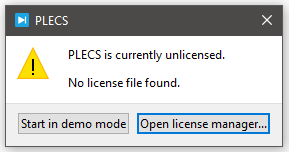 PLECS
PLECS is currently unlicensed.
No license file found.
Start in demo mode
Open license manager...